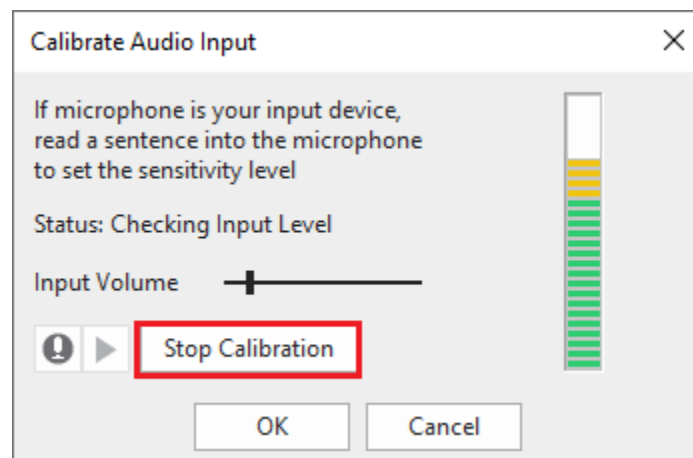 Calibrate Audio Input
If microphone is your input device,
read a sentence into the microphone
to set the sensitivity level
Status: Checking Input Level
Input Volume
Stop Calibration
OK
Cancel